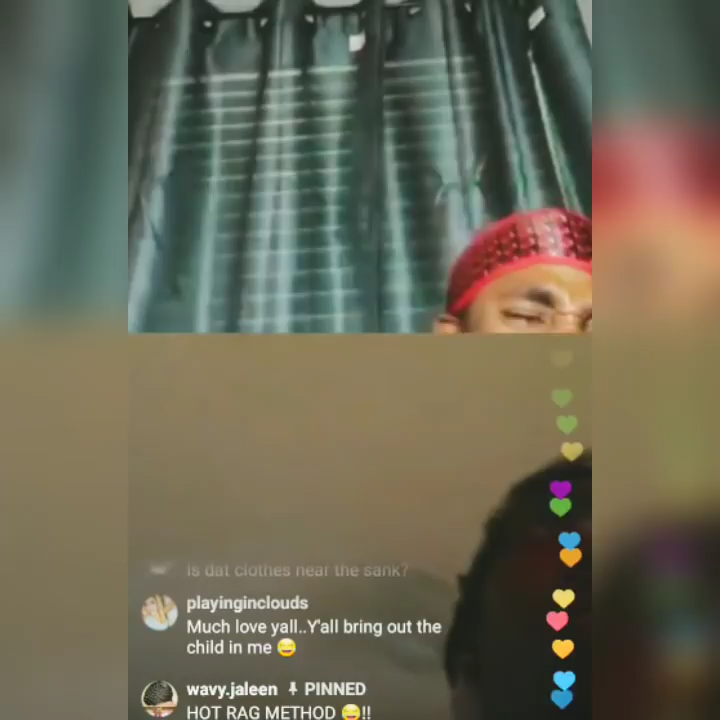 Is dat clothes near the sank?
playinginclouds
Much love yall..Y'all bring out the
child in me 😂
wavy.jaleen PINNED
HOT RAG METHOD 😂!!